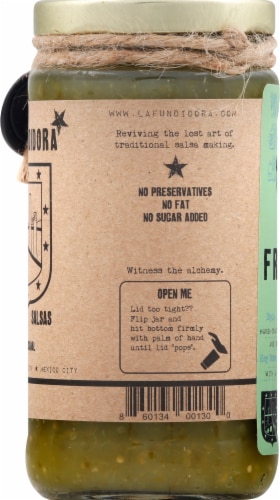 WWW.LAFUNDIDORA.COM
Reviving the lost art of
traditional salsa making.
NO PRESERVATIVES
NO FAT
NO SUGAR ADDED
Witness the alchemy.
OPEN ME
Lid too tight??
Flip jar and
hit bottom firmly
with palm of hand
until lid 'pops'.
8 60134 00130 0
IDORA
SALSAS
MEXICO CITY
FR